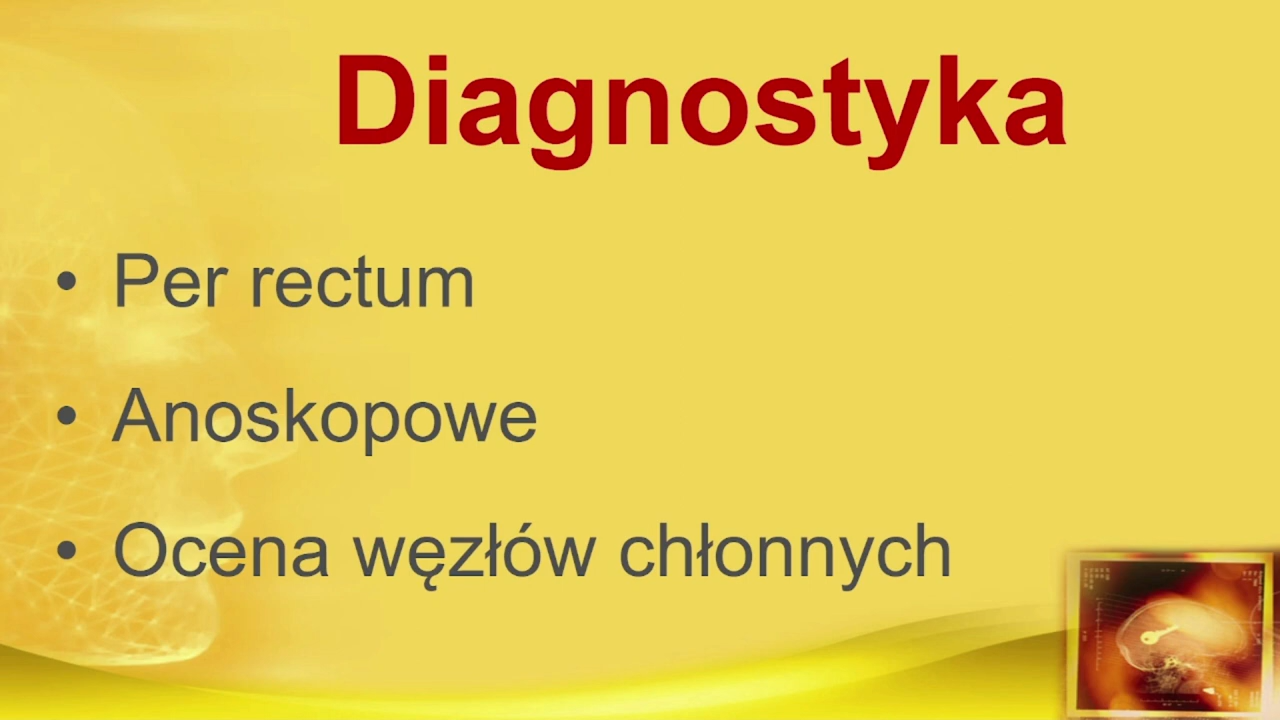 Diagnostyka
• Per rectum
• Anoskopowe
• Ocena węzłów chłonnych